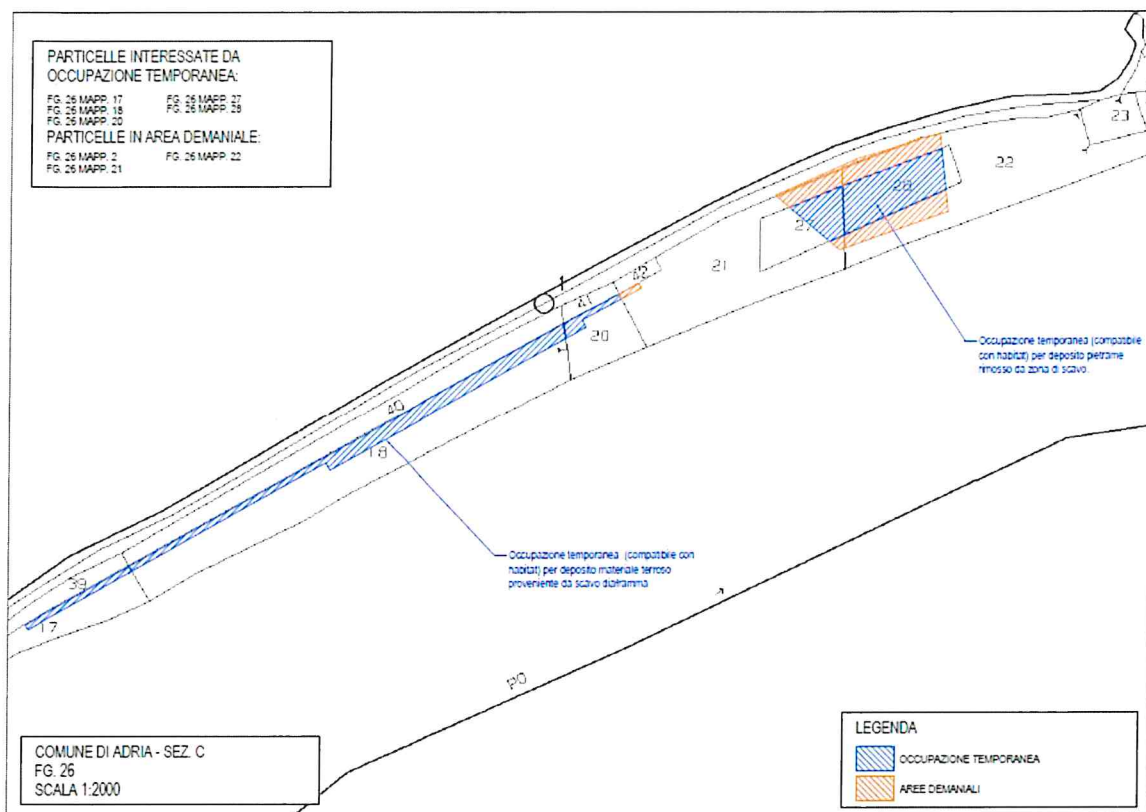 PARTICELLE INTERESSATE DA
OCCUPAZIONE TEMPORANEA:
FG. 26 MAPP. 17 FG. 26 MAPP. 27
FG. 26 MAPP. 18 FG. 26 MAPP. 28
FG. 26 MAPP. 20
PARTICELLE IN AREA DEMANIALE:
FG. 26 MAPP. 2 FG. 26 MAPP. 22
FG. 26 MAPP. 21
23
22
28
27
21
42
41
20
40
18
39
17
Occupazione temporanea (compatibile
con habitat) per deposito pietrame
rimosso da zona di scavo.
Occupazione temporanea (compatibile con
habitat) per deposito materiale terroso
proveniente da scavo diaframma
PO
COMUNE DI ADRIA - SEZ. C
FG. 26
SCALA 1:2000
LEGENDA
OCCUPAZIONE TEMPORANEA
AREE DEMANIALI